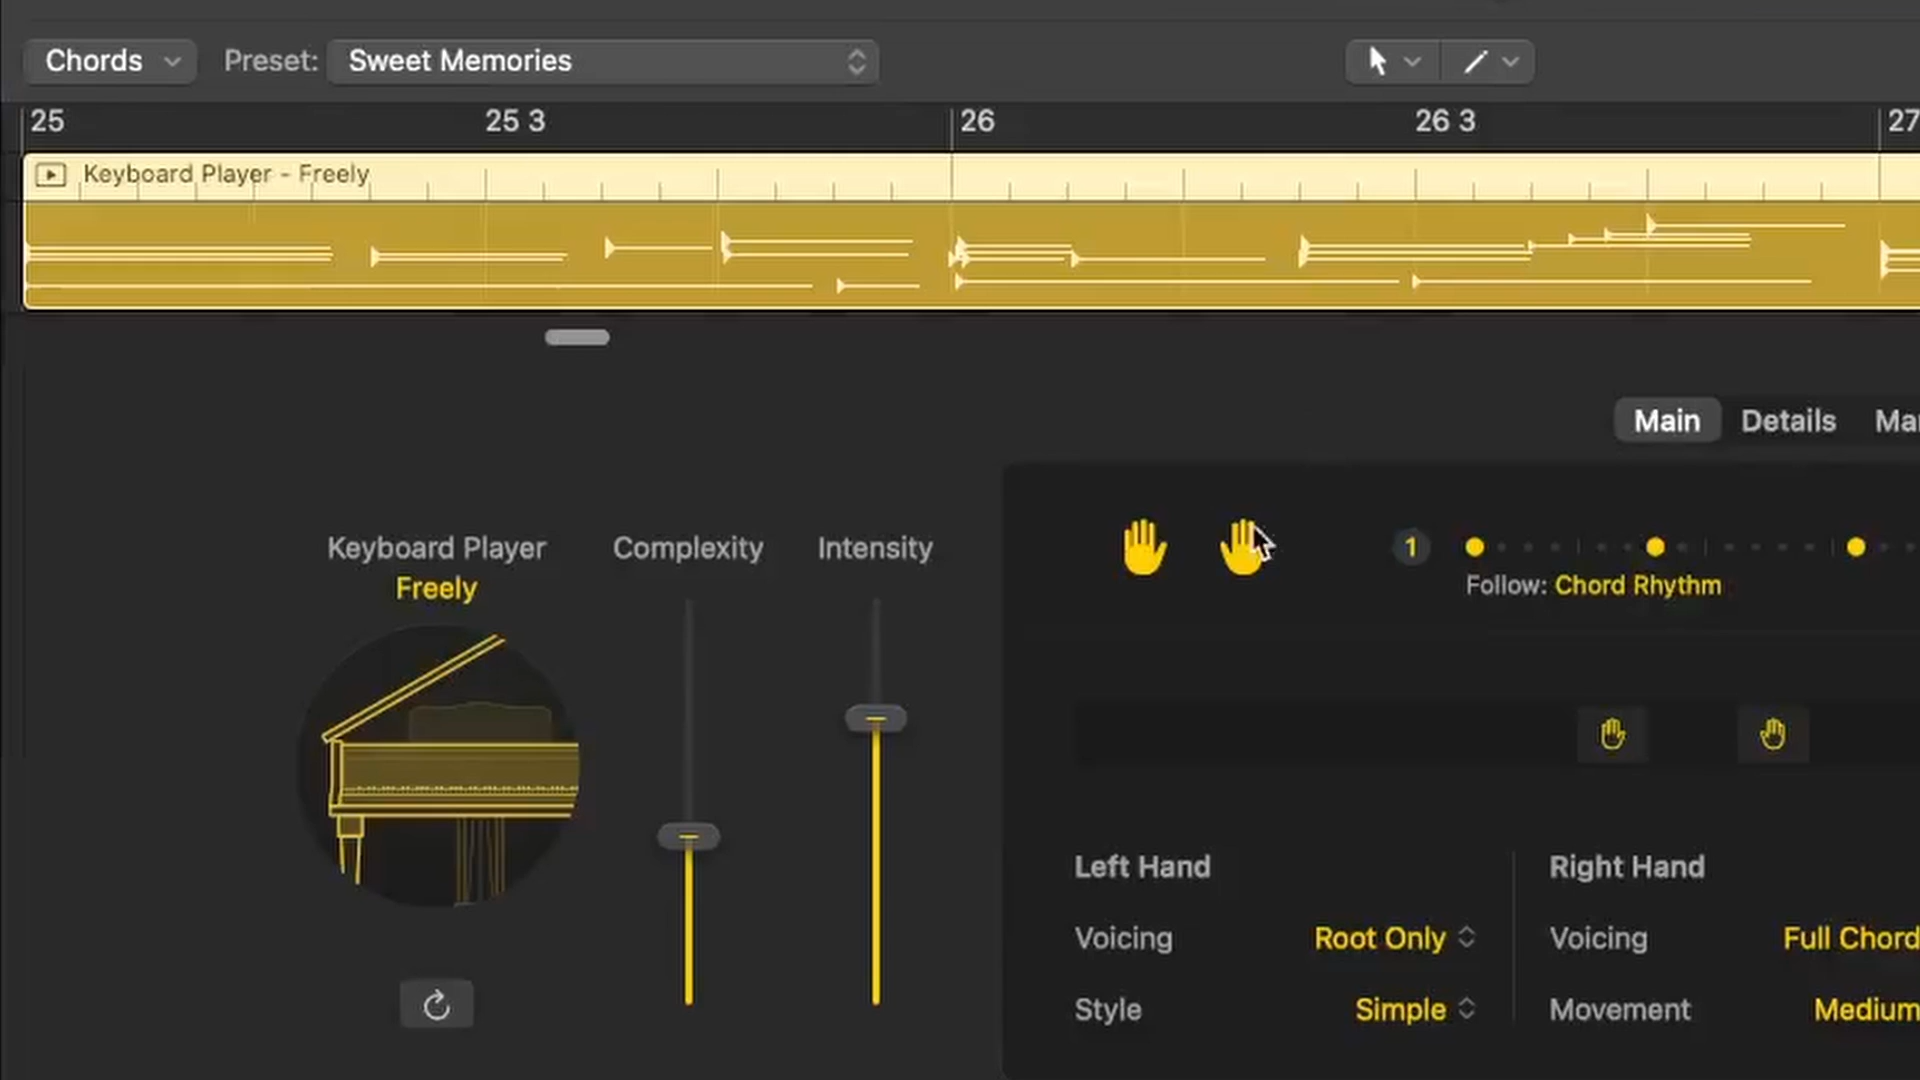 Chords Preset: Sweet Memories
25 25 3 26 26 3 27
Keyboard Player - Freely
Main Details Ma
Keyboard Player Complexity Intensity
Freely
1
Follow: Chord Rhythm
Left Hand Right Hand
Voicing Root Only Voicing Full Chord
Style Simple Movement Medium